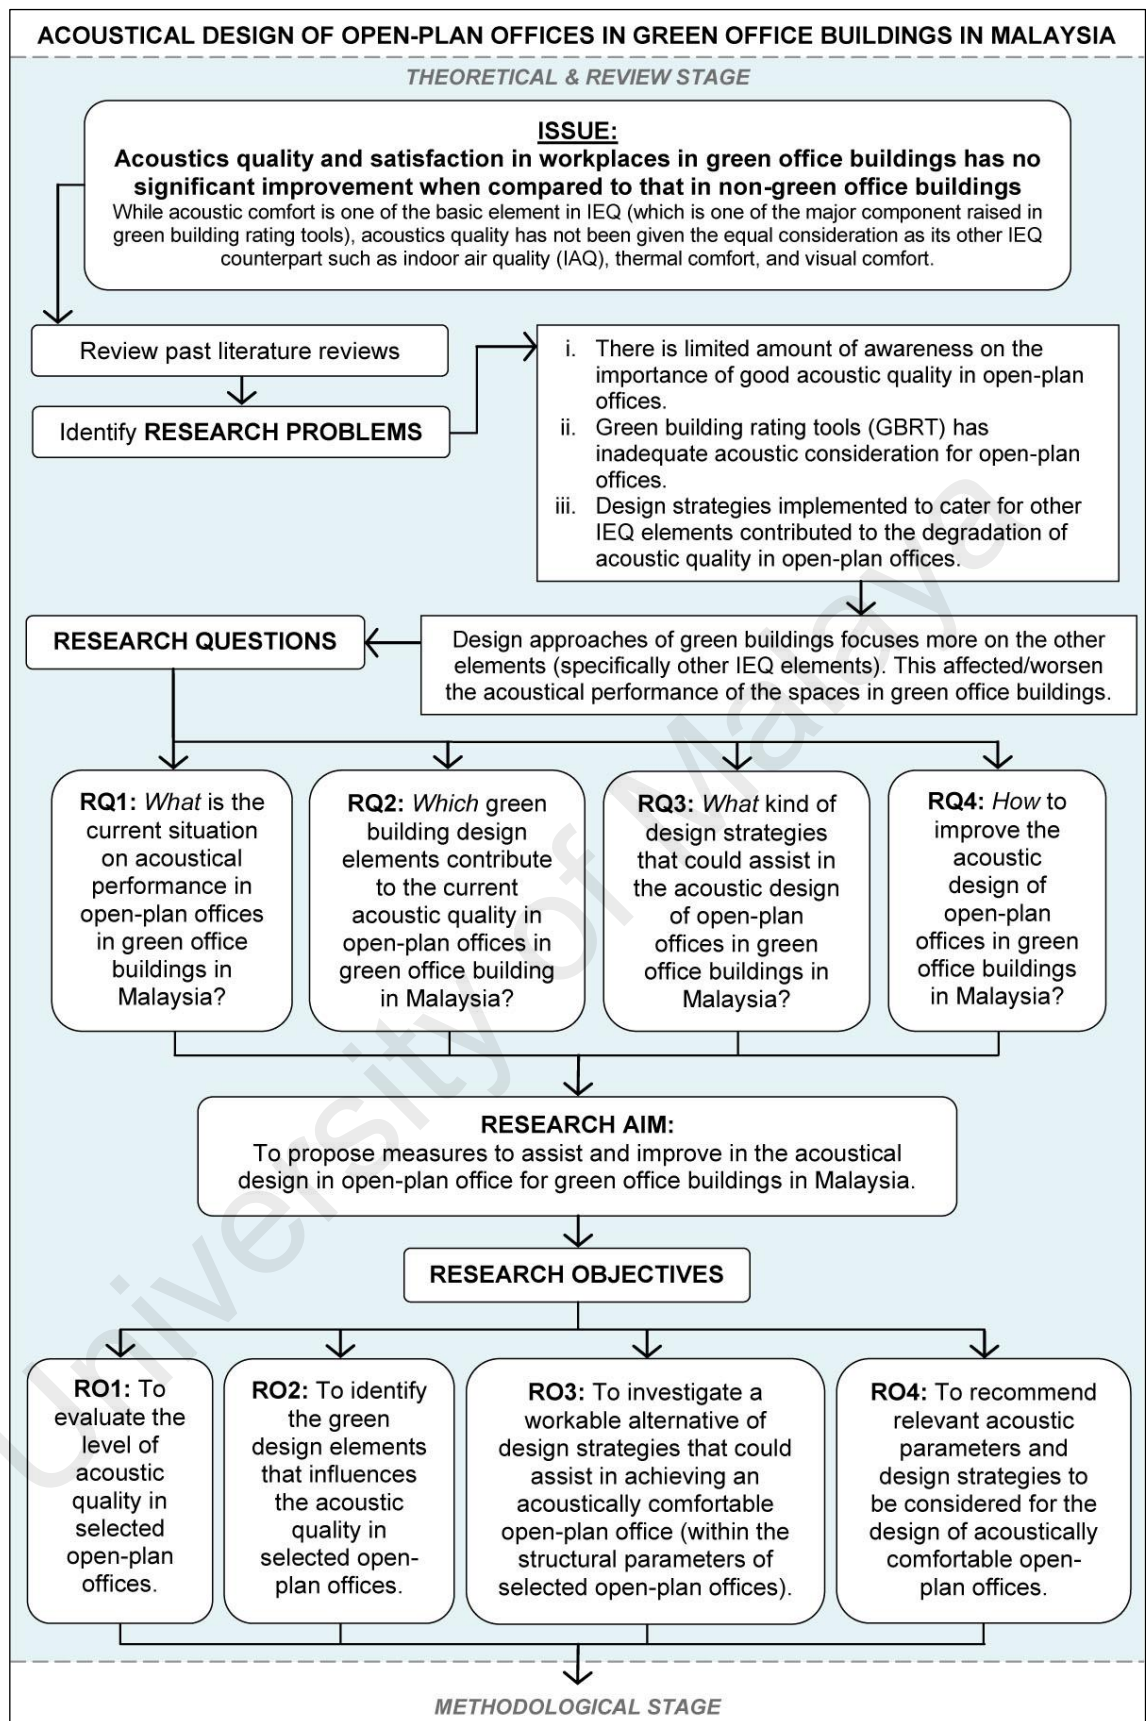 ACOUSTICAL DESIGN OF OPEN-PLAN OFFICES IN GREEN OFFICE BUILDINGS IN MALAYSIA
THEORETICAL & REVIEW STAGE
ISSUE:
Acoustics quality and satisfaction in workplaces in green office buildings has no
significant improvement when compared to that in non-green office buildings
While acoustic comfort is one of the basic element in IEQ (which is one of the major component raised in
green building rating tools), acoustics quality has not been given the equal consideration as its other IEQ
counterpart such as indoor air quality (IAQ), thermal comfort, and visual comfort.
Review past literature reviews
Identify RESEARCH PROBLEMS
i. There is limited amount of awareness on the
importance of good acoustic quality in open-plan
offices.
ii. Green building rating tools (GBRT) has
inadequate acoustic consideration for open-plan
offices.
iii. Design strategies implemented to cater for other
IEQ elements contributed to the degradation of
acoustic quality in open-plan offices.
RESEARCH QUESTIONS
Design approaches of green buildings focuses more on the other
elements (specifically other IEQ elements). This affected/worsen
the acoustical performance of the spaces in green office buildings.
RQ1: What is the
current situation
on acoustical
performance in
open-plan offices
in green office
buildings in
Malaysia?
RQ2: Which green
building design
elements contribute
to the current
acoustic quality in
open-plan offices in
green office building
in Malaysia?
RQ3: What kind of
design strategies
that could assist in
the acoustic design
of open-plan
offices in green
office buildings in
Malaysia?
RQ4: How to
improve the
acoustic
design of
open-plan
offices in green
office buildings
in Malaysia?
RESEARCH AIM:
To propose measures to assist and improve in the acoustical
design in open-plan office for green office buildings in Malaysia.
RESEARCH OBJECTIVES
RO1: To
evaluate the
level of
acoustic
quality in
selected
open-plan
offices.
RO2: To identify
the green
design elements
that influences
the acoustic
quality in
selected open-
plan offices.
RO3: To investigate a
workable alternative of
design strategies that could
assist in achieving an
acoustically comfortable
open-plan office (within the
structural parameters of
selected open-plan offices).
RO4: To recommend
relevant acoustic
parameters and
design strategies to
be considered for the
design of acoustically
comfortable open-
plan offices.
METHODOLOGICAL STAGE
University of Malaya